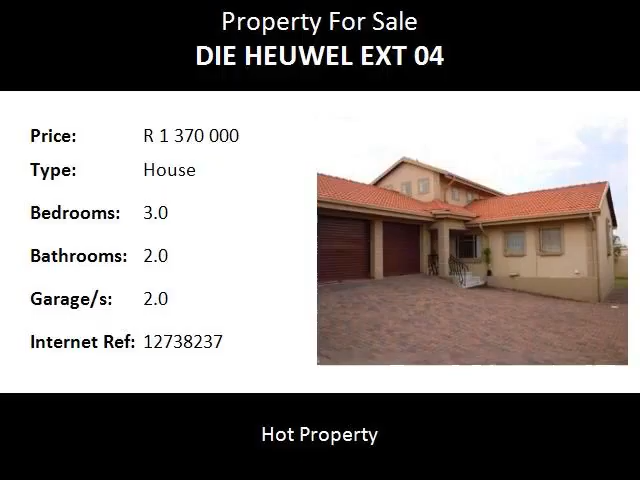 Property For Sale
DIE HEUWEL EXT 04
Price: R 1 370 000
Type: House
Bedrooms: 3.0
Bathrooms: 2.0
Garage/s: 2.0
Internet Ref: 12738237
Hot Property